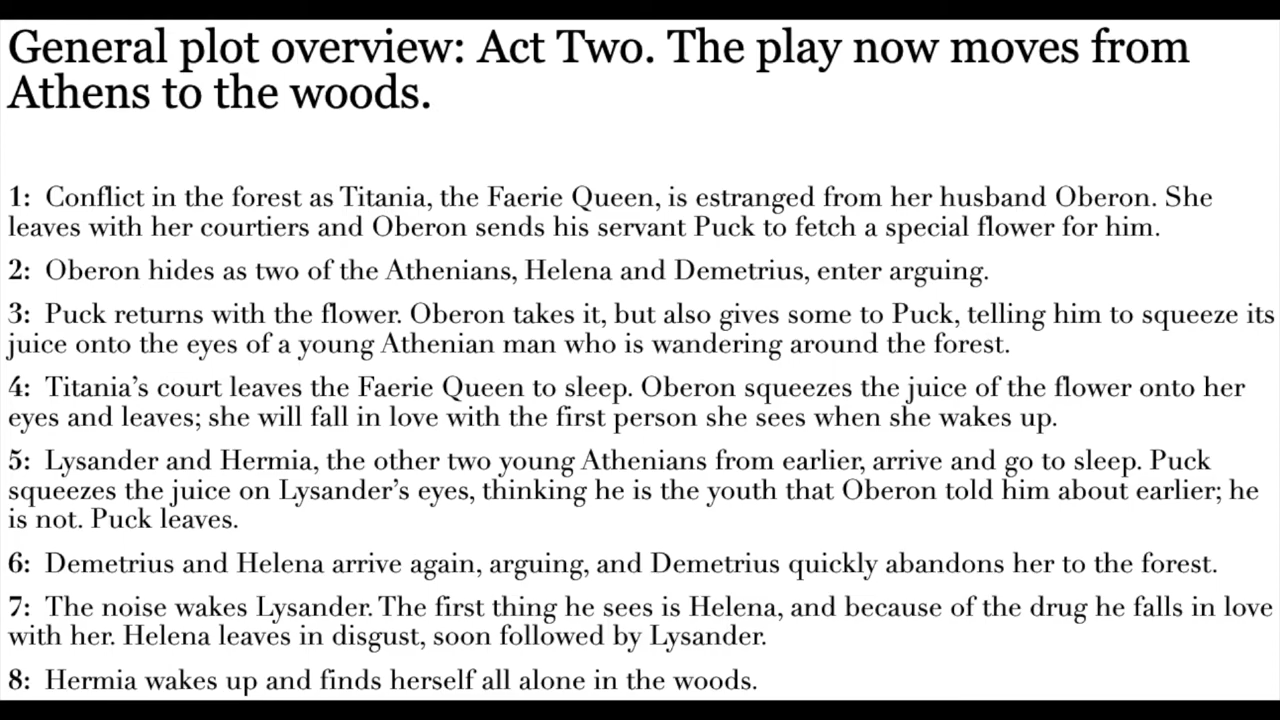 General plot overview: Act Two. The play now moves from
Athens to the woods.
1: Conflict in the forest as Titania, the Faerie Queen, is estranged from her husband Oberon. She
leaves with her courtiers and Oberon sends his servant Puck to fetch a special flower for him.
2: Oberon hides as two of the Athenians, Helena and Demetrius, enter arguing.
3: Puck returns with the flower. Oberon takes it, but also gives some to Puck, telling him to squeeze its
juice onto the eyes of a young Athenian man who is wandering around the forest.
4: Titania’s court leaves the Faerie Queen to sleep. Oberon squeezes the juice of the flower onto her
eyes and leaves; she will fall in love with the first person she sees when she wakes up.
5: Lysander and Hermia, the other two young Athenians from earlier, arrive and go to sleep. Puck
squeezes the juice on Lysander’s eyes, thinking he is the youth that Oberon told him about earlier; he
is not. Puck leaves.
6: Demetrius and Helena arrive again, arguing, and Demetrius quickly abandons her to the forest.
7: The noise wakes Lysander. The first thing he sees is Helena, and because of the drug he falls in love
with her. Helena leaves in disgust, soon followed by Lysander.
8: Hermia wakes up and finds herself all alone in the woods.